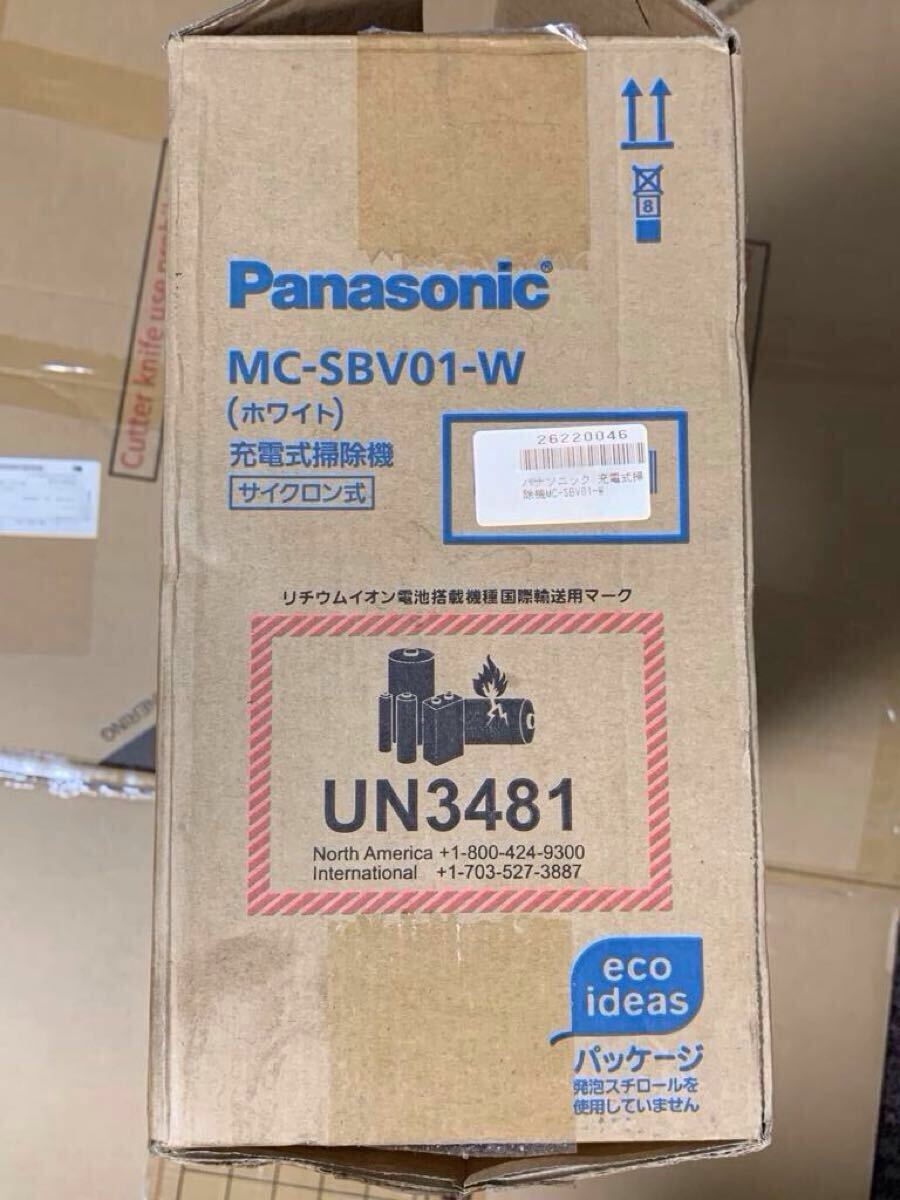 Panasonic®
MC-SBV01-W
(ホワイト)
充電式掃除機
サイクロン式
8
26220046
パナソニック 充電式掃
除機MC-SBV01-W
リチウムイオン電池搭載機種国際輸送用マーク
UN3481
North America +1-800-424-9300
International +1-703-527-3887
eco
ideas
パッケージ
発泡スチロールを
使用していません
Cutter knife use